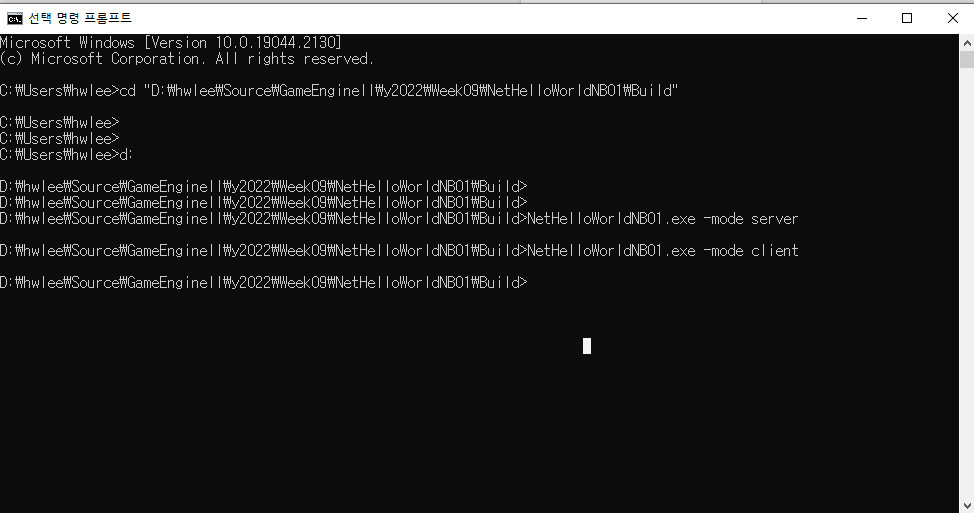 선택 명령 프롬프트
Microsoft Windows [Version 10.0.19044.2130]
(c) Microsoft Corporation. All rights reserved.
C:₩Users₩hwlee>cd "D:₩hwlee₩Source₩GameEngineII₩y2022₩Week09₩NetHelloWorldNB01₩Build"
C:₩Users₩hwlee>
C:₩Users₩hwlee>
C:₩Users₩hwlee>d:
D:₩hwlee₩Source₩GameEngineII₩y2022₩Week09₩NetHelloWorldNB01₩Build>
D:₩hwlee₩Source₩GameEngineII₩y2022₩Week09₩NetHelloWorldNB01₩Build>
D:₩hwlee₩Source₩GameEngineII₩y2022₩Week09₩NetHelloWorldNB01₩Build>NetHelloWorldNB01.exe -mode server
D:₩hwlee₩Source₩GameEngineII₩y2022₩Week09₩NetHelloWorldNB01₩Build>NetHelloWorldNB01.exe -mode client
D:₩hwlee₩Source₩GameEngineII₩y2022₩Week09₩NetHelloWorldNB01₩Build>